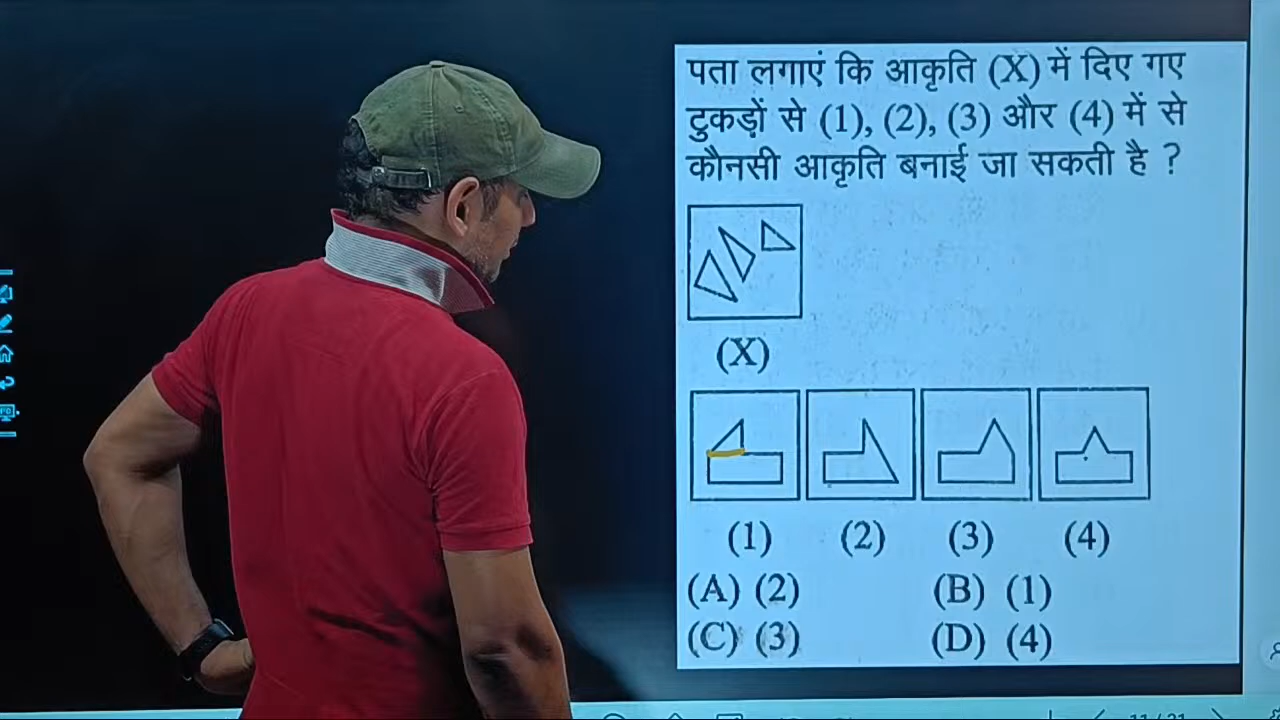 पता लगाएं कि आकृति (X) में दिए गए
टुकड़ों से (1), (2), (3) और (4) में से
कौनसी आकृति बनाई जा सकती है ?
(X)
(1) (2) (3) (4)
(A) (2) (B) (1)
(C) (3) (D) (4)